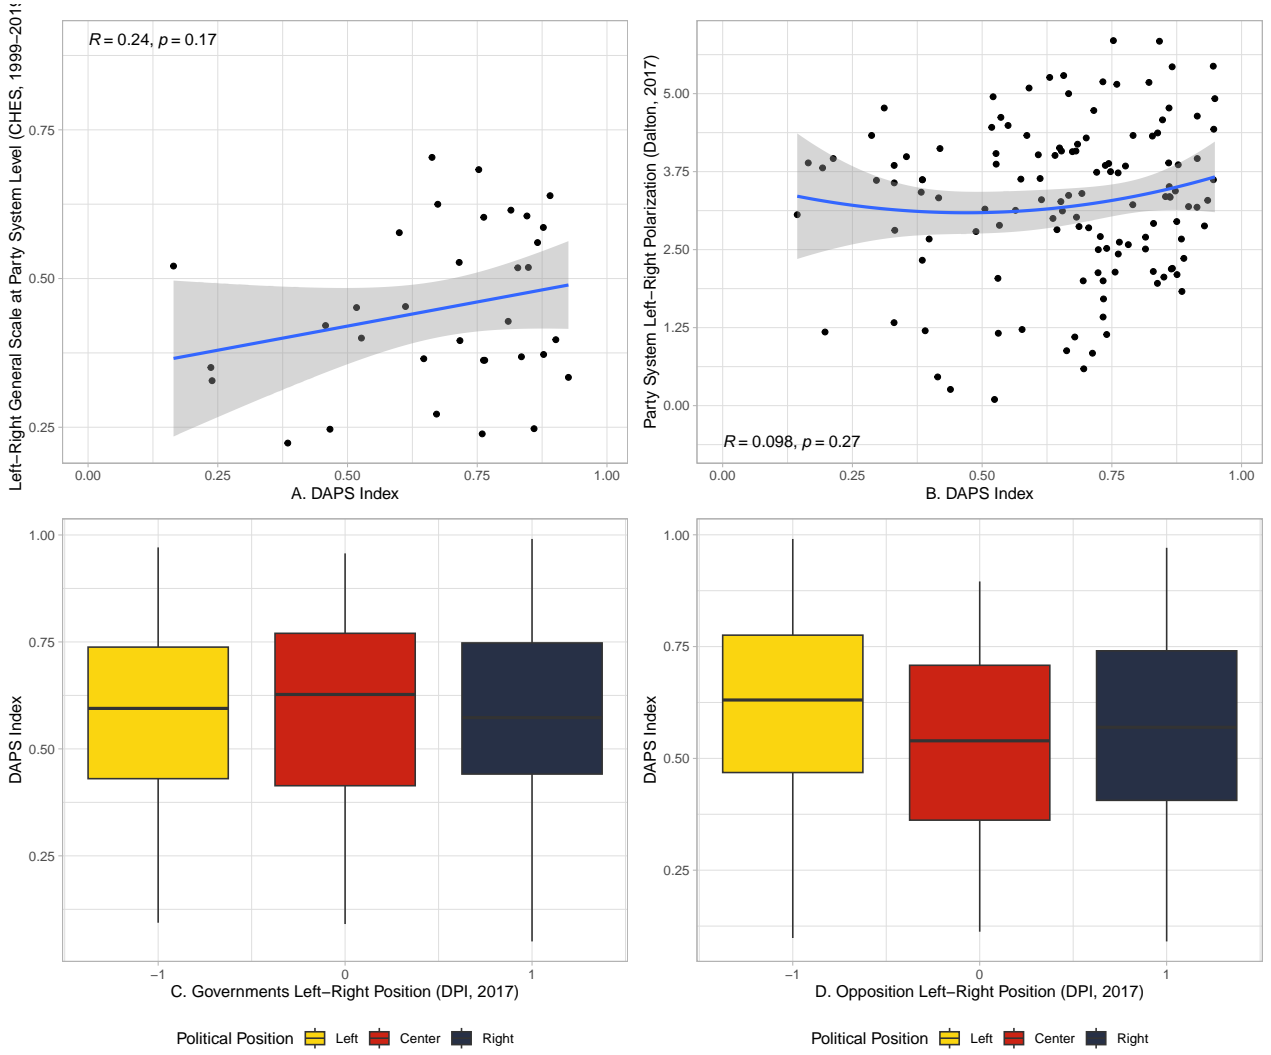 Left−Right General Scale at Party System Level (CHES, 1999−2019
R = 0.24, p = 0.17
0.75
0.50
0.25
0.00 0.25 0.50 0.75 1.00
A. DAPS Index
Party System Left−Right Polarization (Dalton, 2017)
5.00
3.75
2.50
1.25
0.00
R = 0.098, p = 0.27
0.00 0.25 0.50 0.75 1.00
B. DAPS Index
DAPS Index
1.00
0.75
0.50
0.25
−1 0 1
C. Governments Left−Right Position (DPI, 2017)
Political Position Left Center Right
DAPS Index
1.00
0.75
0.50
0.25
−1 0 1
D. Opposition Left−Right Position (DPI, 2017)
Political Position Left Center Right